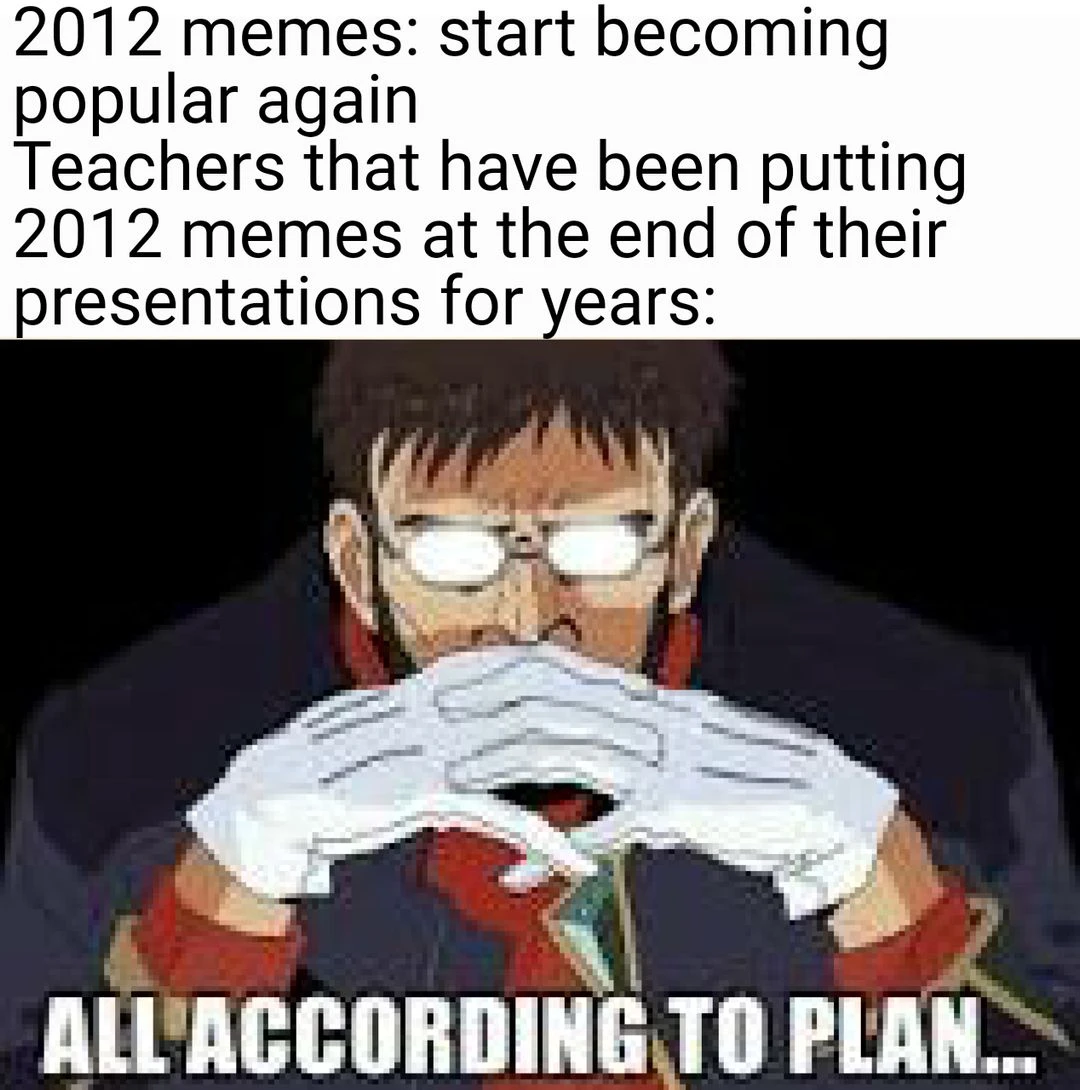 2012 memes: start becoming
popular again
Teachers that have been putting
2012 memes at the end of their
presentations for years:
ALL ACCORDING TO PLAN...